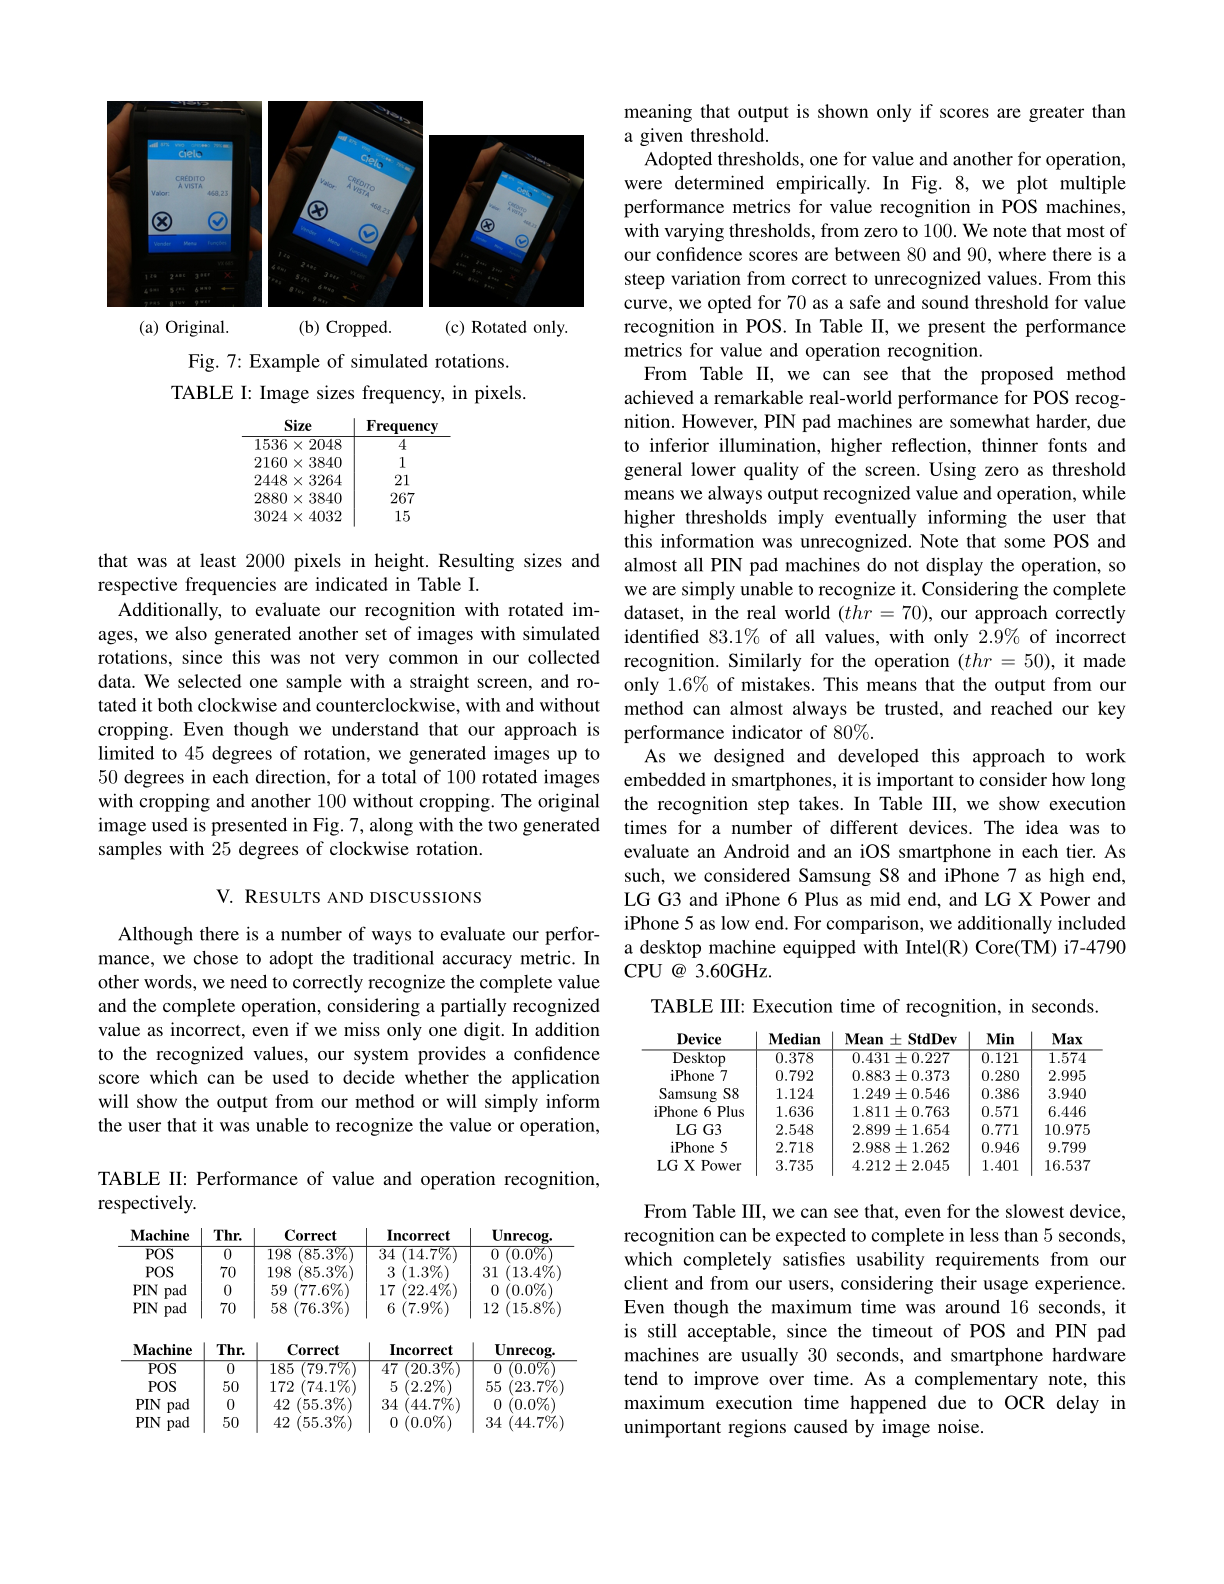 cielo
CRÉDITO
À VISTA
Valor:
468,23
Vender Menu Funções
cielo
CRÉDITO
À VISTA
Valor:
468,23
Vender Menu Funções
cielo
CRÉDITO
À VISTA
Valor:
468,23
(a) Original. (b) Cropped. (c) Rotated only.
Fig. 7: Example of simulated rotations.
TABLE I: Image sizes frequency, in pixels.
Size Frequency
1536 × 2048 4
2160 × 3840 1
2448 × 3264 21
2880 × 3840 267
3024 × 4032 15
that was at least 2000 pixels in height. Resulting sizes and
respective frequencies are indicated in Table I.
Additionally, to evaluate our recognition with rotated im-
ages, we also generated another set of images with simulated
rotations, since this was not very common in our collected
data. We selected one sample with a straight screen, and ro-
tated it both clockwise and counterclockwise, with and without
cropping. Even though we understand that our approach is
limited to 45 degrees of rotation, we generated images up to
50 degrees in each direction, for a total of 100 rotated images
with cropping and another 100 without cropping. The original
image used is presented in Fig. 7, along with the two generated
samples with 25 degrees of clockwise rotation.
V. RESULTS AND DISCUSSIONS
Although there is a number of ways to evaluate our perfor-
mance, we chose to adopt the traditional accuracy metric. In
other words, we need to correctly recognize the complete value
and the complete operation, considering a partially recognized
value as incorrect, even if we miss only one digit. In addition
to the recognized values, our system provides a confidence
score which can be used to decide whether the application
will show the output from our method or will simply inform
the user that it was unable to recognize the value or operation,
TABLE II: Performance of value and operation recognition,
respectively.
Machine Thr. Correct Incorrect Unrecog.
POS 0 198 (85.3%) 34 (14.7%) 0 (0.0%)
POS 70 198 (85.3%) 3 (1.3%) 31 (13.4%)
PIN pad 0 59 (77.6%) 17 (22.4%) 0 (0.0%)
PIN pad 70 58 (76.3%) 6 (7.9%) 12 (15.8%)
Machine Thr. Correct Incorrect Unrecog.
POS 0 185 (79.7%) 47 (20.3%) 0 (0.0%)
POS 50 172 (74.1%) 5 (2.2%) 55 (23.7%)
PIN pad 0 42 (55.3%) 34 (44.7%) 0 (0.0%)
PIN pad 50 42 (55.3%) 0 (0.0%) 34 (44.7%)
meaning that output is shown only if scores are greater than
a given threshold.
Adopted thresholds, one for value and another for operation,
were determined empirically. In Fig. 8, we plot multiple
performance metrics for value recognition in POS machines,
with varying thresholds, from zero to 100. We note that most of
our confidence scores are between 80 and 90, where there is a
steep variation from correct to unrecognized values. From this
curve, we opted for 70 as a safe and sound threshold for value
recognition in POS. In Table II, we present the performance
metrics for value and operation recognition.
From Table II, we can see that the proposed method
achieved a remarkable real-world performance for POS recog-
nition. However, PIN pad machines are somewhat harder, due
to inferior illumination, higher reflection, thinner fonts and
general lower quality of the screen. Using zero as threshold
means we always output recognized value and operation, while
higher thresholds imply eventually informing the user that
this information was unrecognized. Note that some POS and
almost all PIN pad machines do not display the operation, so
we are simply unable to recognize it. Considering the complete
dataset, in the real world (thr = 70), our approach correctly
identified 83.1% of all values, with only 2.9% of incorrect
recognition. Similarly for the operation (thr = 50), it made
only 1.6% of mistakes. This means that the output from our
method can almost always be trusted, and reached our key
performance indicator of 80%.
As we designed and developed this approach to work
embedded in smartphones, it is important to consider how long
the recognition step takes. In Table III, we show execution
times for a number of different devices. The idea was to
evaluate an Android and an iOS smartphone in each tier. As
such, we considered Samsung S8 and iPhone 7 as high end,
LG G3 and iPhone 6 Plus as mid end, and LG X Power and
iPhone 5 as low end. For comparison, we additionally included
a desktop machine equipped with Intel(R) Core(TM) i7-4790
CPU @ 3.60GHz.
TABLE III: Execution time of recognition, in seconds.
Device Median Mean ± StdDev Min Max
Desktop 0.378 0.431 ± 0.227 0.121 1.574
iPhone 7 0.792 0.883 ± 0.373 0.280 2.995
Samsung S8 1.124 1.249 ± 0.546 0.386 3.940
iPhone 6 Plus 1.636 1.811 ± 0.763 0.571 6.446
LG G3 2.548 2.899 ± 1.654 0.771 10.975
iPhone 5 2.718 2.988 ± 1.262 0.946 9.799
LG X Power 3.735 4.212 ± 2.045 1.401 16.537
From Table III, we can see that, even for the slowest device,
recognition can be expected to complete in less than 5 seconds,
which completely satisfies usability requirements from our
client and from our users, considering their usage experience.
Even though the maximum time was around 16 seconds, it
is still acceptable, since the timeout of POS and PIN pad
machines are usually 30 seconds, and smartphone hardware
tend to improve over time. As a complementary note, this
maximum execution time happened due to OCR delay in
unimportant regions caused by image noise.